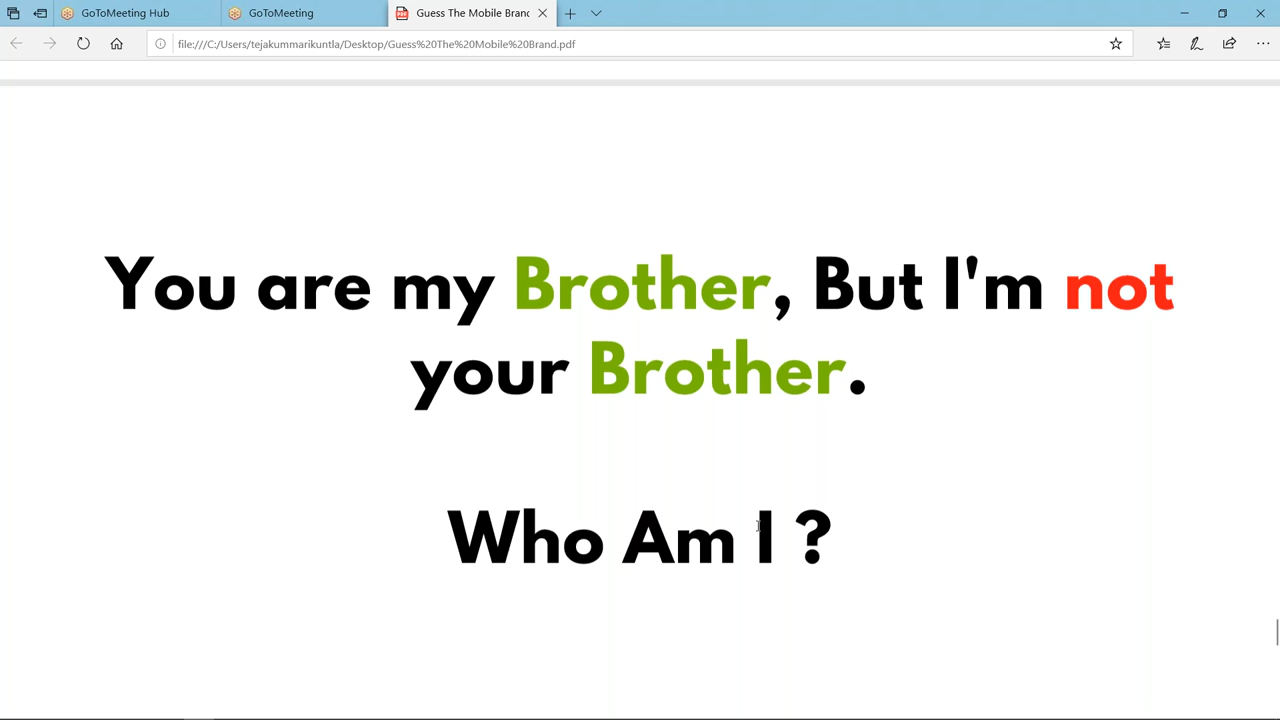 GoToMeeting Hub
GoToMeeting
Guess The Mobile Branc
file:///C:/Users/tejakummarikuntla/Desktop/Guess%20The%20Mobile%20Brand.pdf
You are my Brother, But I'm not
your Brother.
Who Am I ?